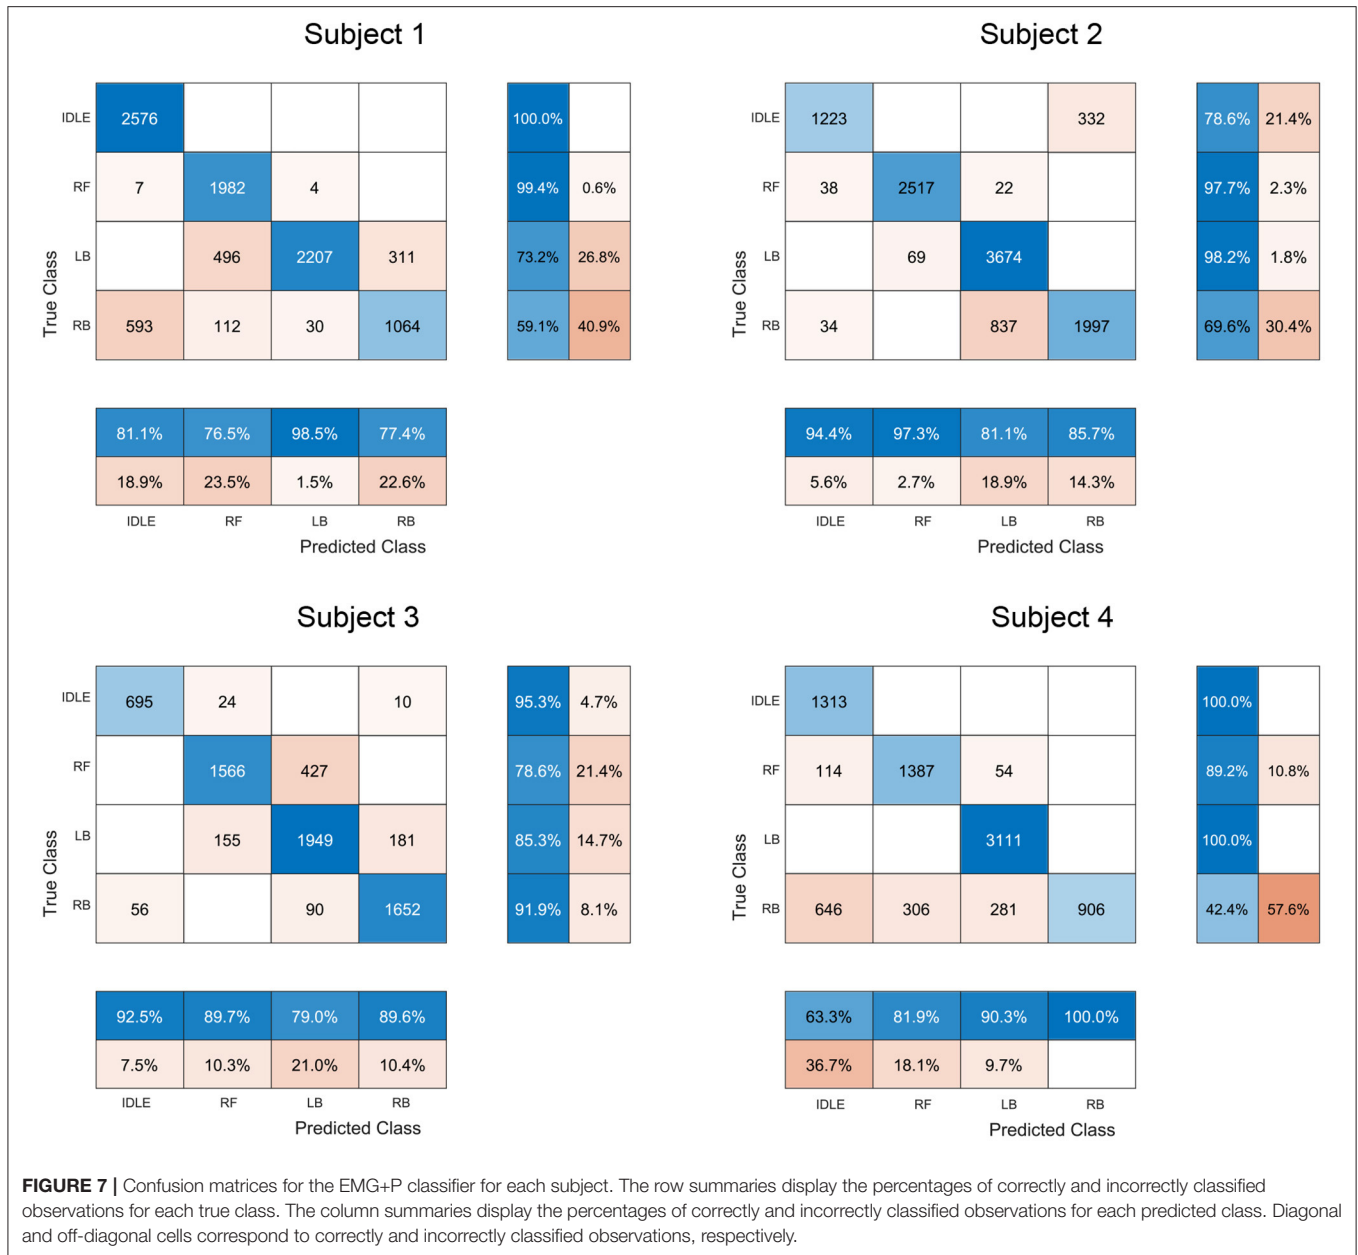 Subject 1
IDLE 2576 100.0%
RF 7 1982 4 99.4% 0.6%
LB 496 2207 311 73.2% 26.8%
RB 593 112 30 1064 59.1% 40.9%
True Class
81.1% 76.5% 98.5% 77.4%
18.9% 23.5% 1.5% 22.6%
IDLE RF LB RB
Predicted Class
Subject 2
IDLE 1223 332 78.6% 21.4%
RF 38 2517 22 97.7% 2.3%
LB 69 3674 98.2% 1.8%
RB 34 837 1997 69.6% 30.4%
True Class
94.4% 97.3% 81.1% 85.7%
5.6% 2.7% 18.9% 14.3%
IDLE RF LB RB
Predicted Class
Subject 3
IDLE 695 24 10 95.3% 4.7%
RF 1566 427 78.6% 21.4%
LB 155 1949 181 85.3% 14.7%
RB 56 90 1652 91.9% 8.1%
True Class
92.5% 89.7% 79.0% 89.6%
7.5% 10.3% 21.0% 10.4%
IDLE RF LB RB
Predicted Class
Subject 4
IDLE 1313 100.0%
RF 114 1387 54 89.2% 10.8%
LB 3111 100.0%
RB 646 306 281 906 42.4% 57.6%
True Class
63.3% 81.9% 90.3% 100.0%
36.7% 18.1% 9.7%
IDLE RF LB RB
Predicted Class
FIGURE 7 | Confusion matrices for the EMG+P classifier for each subject. The row summaries display the percentages of correctly and incorrectly classified
observations for each true class. The column summaries display the percentages of correctly and incorrectly classified observations for each predicted class. Diagonal
and off-diagonal cells correspond to correctly and incorrectly classified observations, respectively.